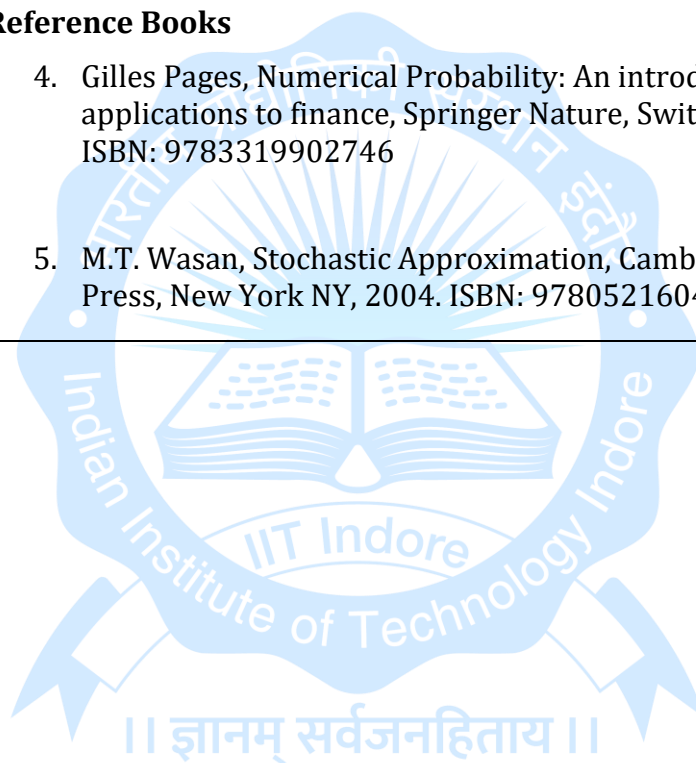 Reference Books
4. Gilles Pages, Numerical Probability: An introd
applications to finance, Springer Nature, Swit
ISBN: 9783319902746
5. M.T. Wasan, Stochastic Approximation, Camb
Press, New York NY, 2004. ISBN: 9780521604
भारतीय प्रौद्योगिकी संस्थान इंदौर
Indian Institute of Technology Indore
IIT Indore
।। ज्ञानम् सर्वजनहिताय ।।